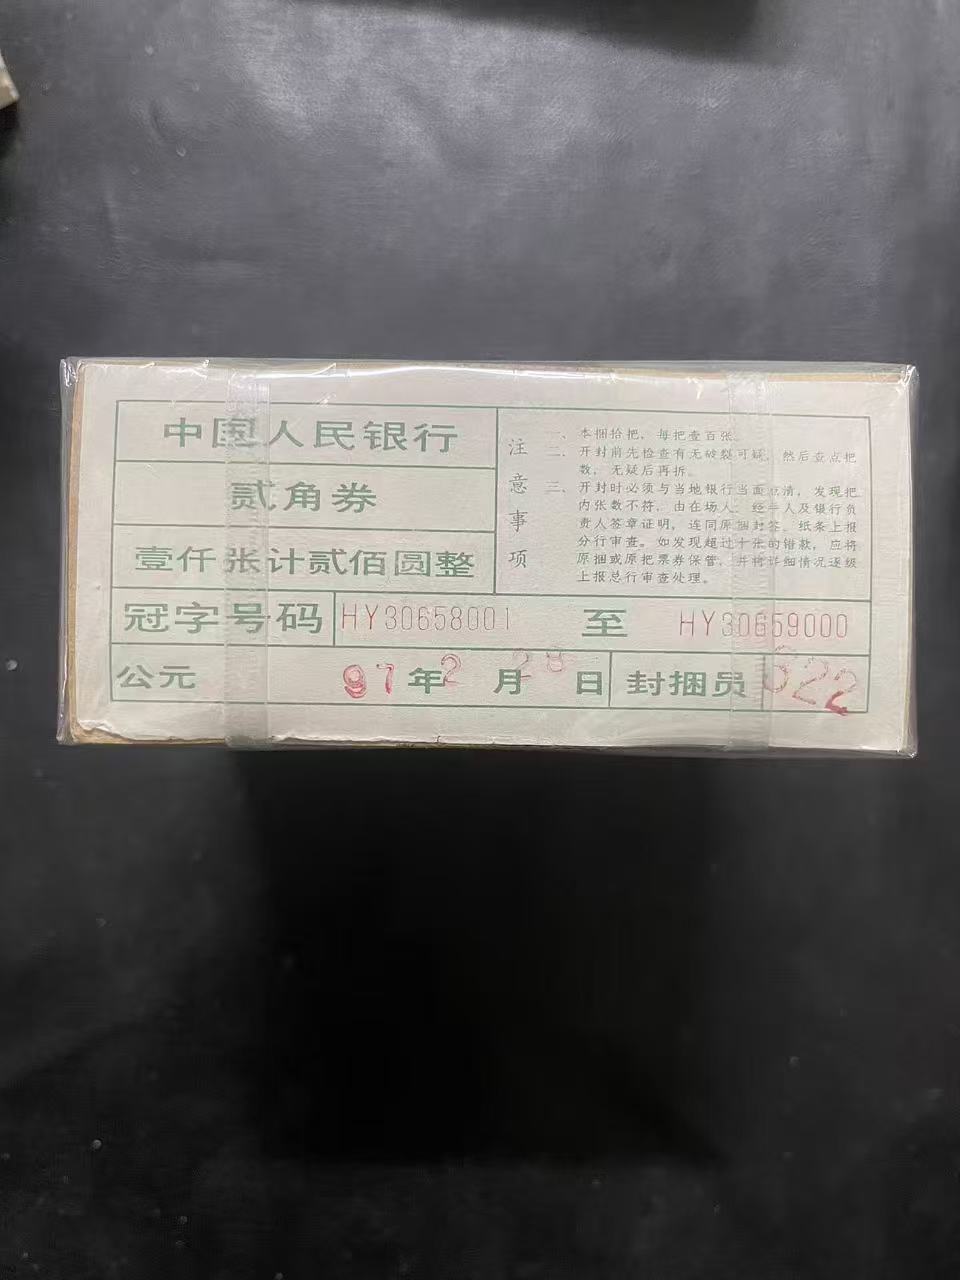 中国人民银行
贰角券
壹仟张计贰佰圆整
注意事项
一、本捆拾把，每把壹百张。
二、开封前先检查有无破裂可疑，然后查点把
数，无疑后再拆。
三、开封时必须与当地银行当面点清，发现把
内张数不符，由在场人、经手人及银行负
责人签章证明，连同原捆封签、纸条上报
分行审查。如发现超过十张的错款，应将
原捆或原把票券保管，并将详细情况逐级
上报总行审查处理。
冠字号码 HY30658001 至 HY30659000
公元 97年2月28日 封捆员 322